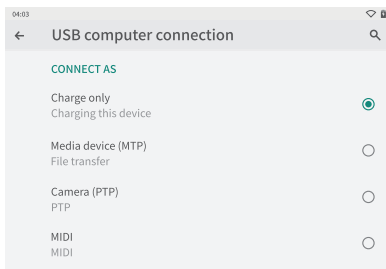 04:03
USB computer connection
CONNECT AS
Charge only
Charging this device
Media device (MTP)
File transfer
Camera (PTP)
PTP
MIDI
MIDI